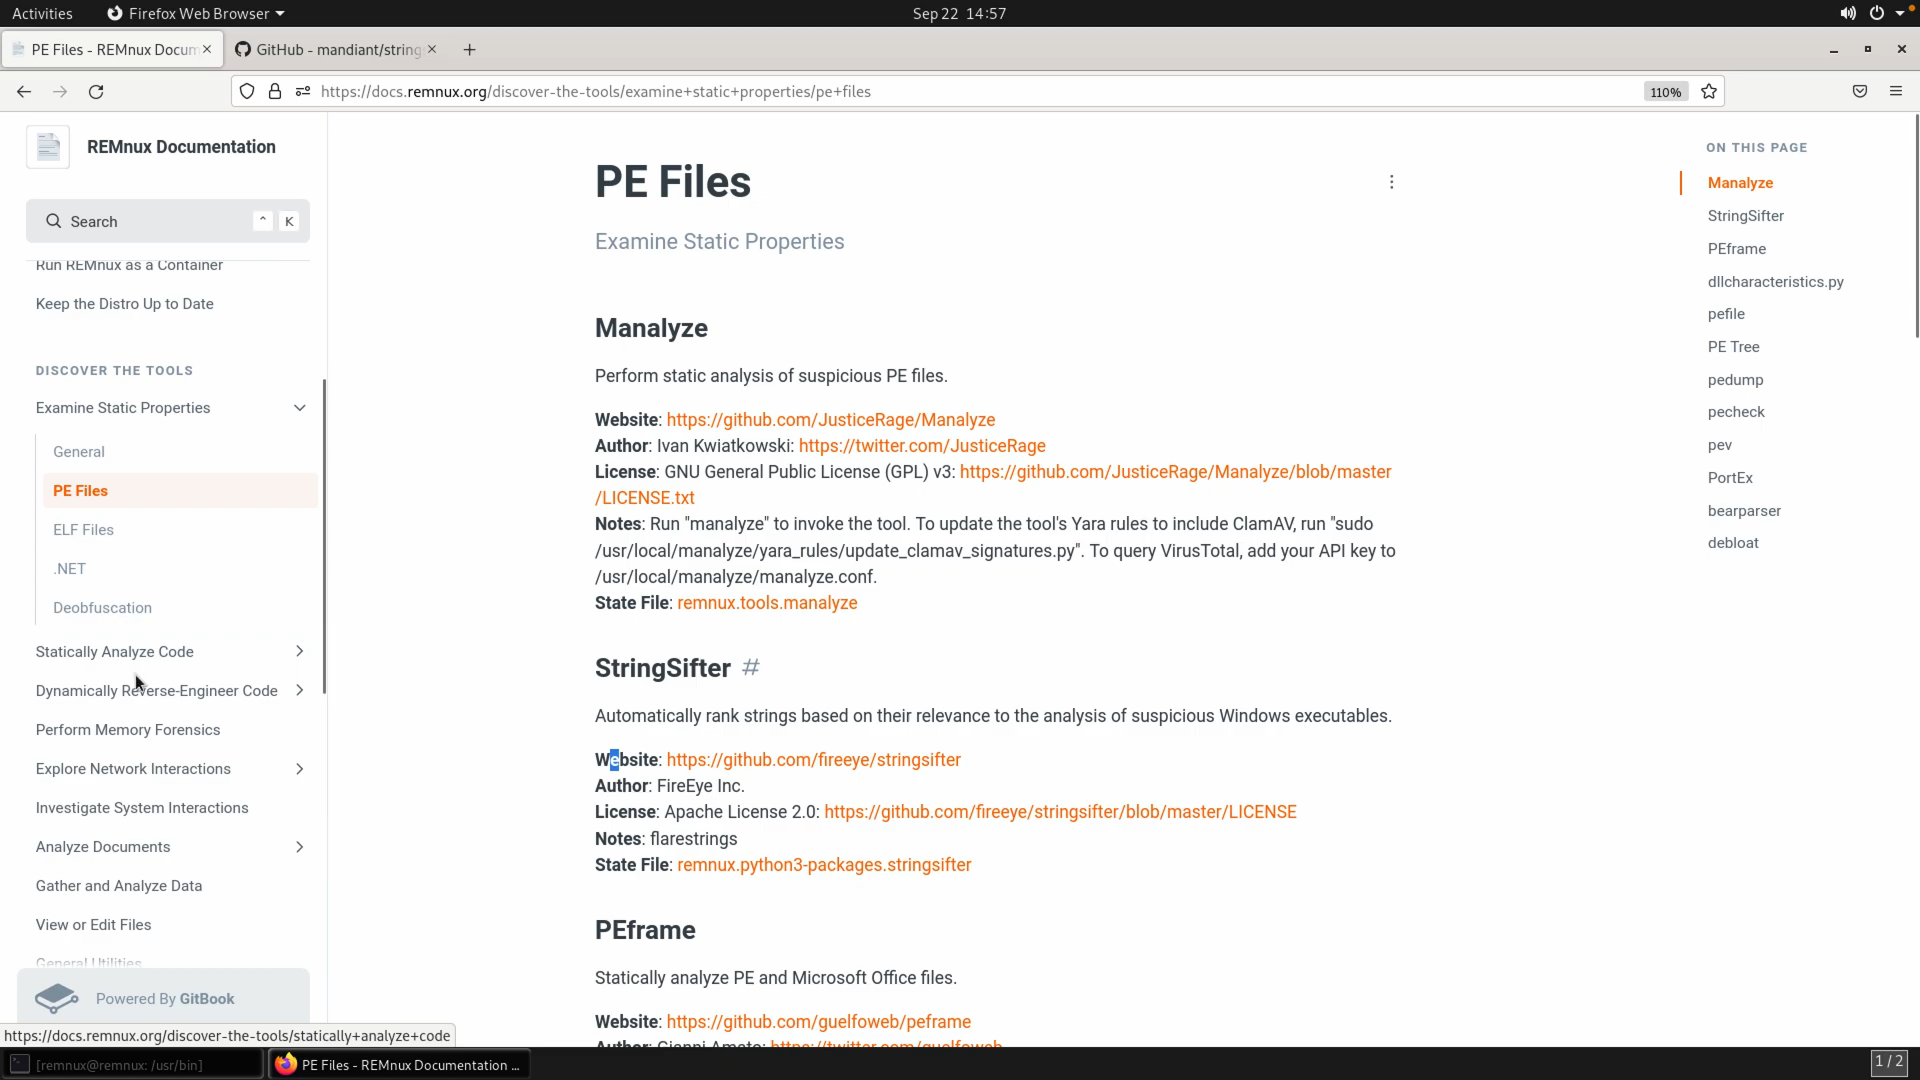 Activities
Firefox Web Browser
Sep 22 14:57
PE Files - REMnux Docum
GitHub - mandiant/string
https://docs.remnux.org/discover-the-tools/examine+static+properties/pe+files
110%
REMnux Documentation
Search
^ K
Run REMnux as a Container
Keep the Distro Up to Date
DISCOVER THE TOOLS
Examine Static Properties
General
PE Files
ELF Files
.NET
Deobfuscation
Statically Analyze Code
Dynamically Reverse-Engineer Code
Perform Memory Forensics
Explore Network Interactions
Investigate System Interactions
Analyze Documents
Gather and Analyze Data
View or Edit Files
General Utilities
Powered By GitBook
PE Files
Examine Static Properties
Manalyze
Perform static analysis of suspicious PE files.
Website: https://github.com/JusticeRage/Manalyze
Author: Ivan Kwiatkowski: https://twitter.com/JusticeRage
License: GNU General Public License (GPL) v3: https://github.com/JusticeRage/Manalyze/blob/master
/LICENSE.txt
Notes: Run "manalyze" to invoke the tool. To update the tool's Yara rules to include ClamAV, run "sudo
/usr/local/manalyze/yara_rules/update_clamav_signatures.py". To query VirusTotal, add your API key to
/usr/local/manalyze/manalyze.conf.
State File: remnux.tools.manalyze
StringSifter #
Automatically rank strings based on their relevance to the analysis of suspicious Windows executables.
Website: https://github.com/fireeye/stringsifter
Author: FireEye Inc.
License: Apache License 2.0: https://github.com/fireeye/stringsifter/blob/master/LICENSE
Notes: flarestrings
State File: remnux.python3-packages.stringsifter
PEframe
Statically analyze PE and Microsoft Office files.
Website: https://github.com/guelfoweb/peframe
Author: Gianni Amato: https://twitter.com/guelfoweb
ON THIS PAGE
Manalyze
StringSifter
PEframe
dllcharacteristics.py
pefile
PE Tree
pedump
pecheck
pev
PortEx
bearparser
debloat
https://docs.remnux.org/discover-the-tools/statically+analyze+code
[remnux@remnux: /usr/bin]
PE Files - REMnux Documentation ...
1 / 2